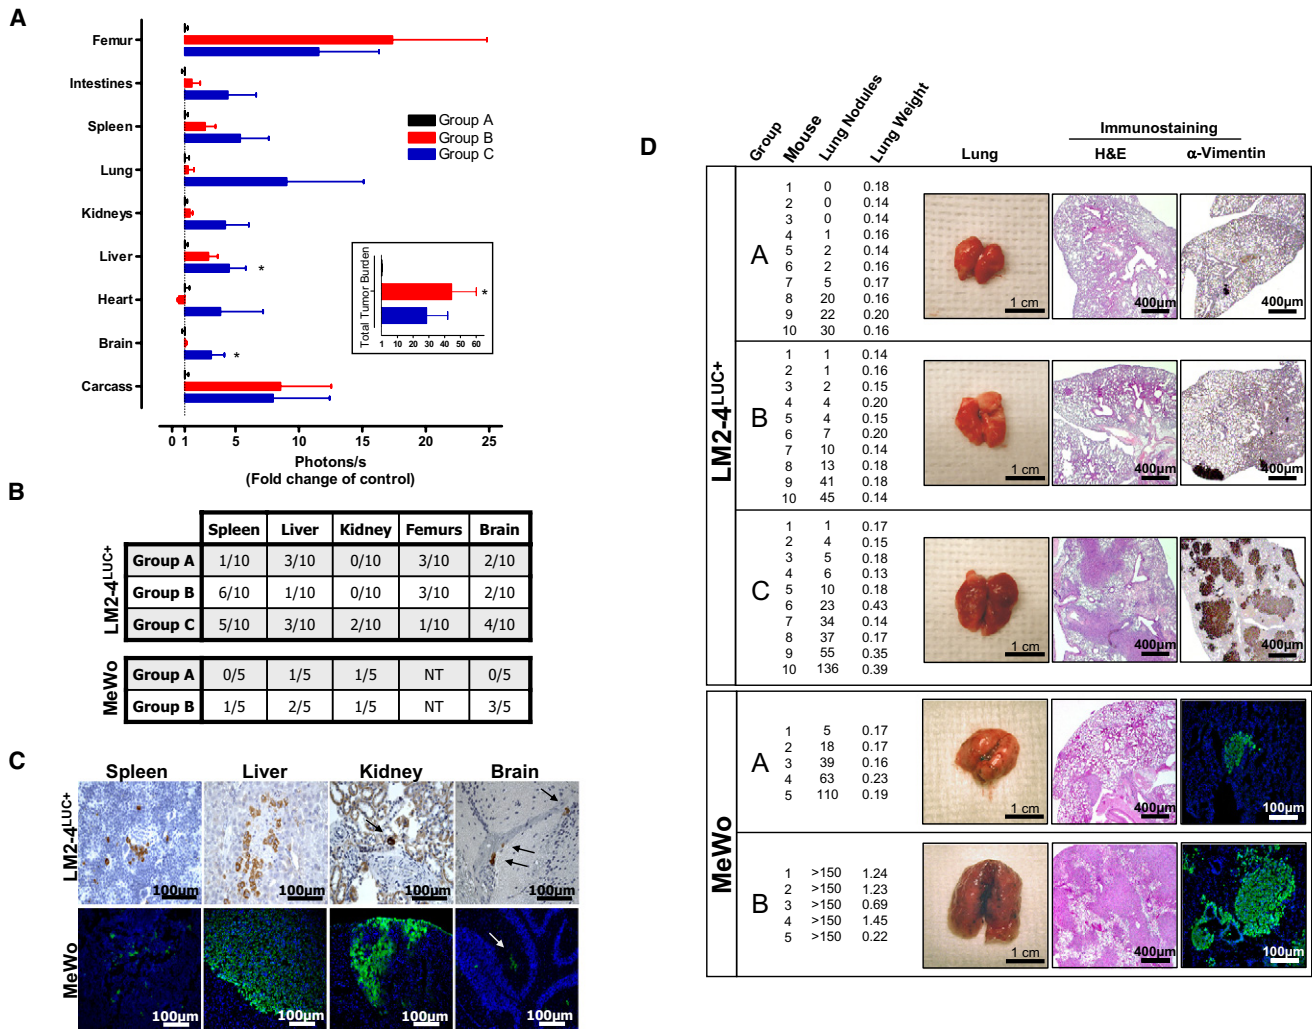 A
Femur
Intestines
Spleen
Lung
Kidneys
Liver
Heart
Brain
Carcass
Group A
Group B
Group C
*
*
Total Tumor Burden
*
1 10 20 30 40 50 60
0 1 5 10 15 20 25
Photons/s
(Fold change of control)
B
Spleen Liver Kidney Femurs Brain
LM2-4LUC+
Group A 1/10 3/10 0/10 3/10 2/10
Group B 6/10 1/10 0/10 3/10 2/10
Group C 5/10 3/10 2/10 1/10 4/10
MeWo
Group A 0/5 1/5 1/5 NT 0/5
Group B 1/5 2/5 1/5 NT 3/5
C
Spleen Liver Kidney Brain
LM2-4LUC+
100µm 100µm 100µm 100µm
MeWo
100µm 100µm 100µm 100µm
D
Group Mouse Lung Nodules Lung Weight
Lung
Immunostaining
H&E α-Vimentin
LM2-4LUC+
A
1 0 0.18
2 0 0.14
3 0 0.14
4 1 0.16
5 2 0.14
6 2 0.16
7 5 0.17
8 20 0.16
9 22 0.20
10 30 0.16
1 cm 400µm 400µm
B
1 1 0.14
2 1 0.16
3 2 0.15
4 4 0.20
5 4 0.15
6 7 0.20
7 10 0.14
8 13 0.18
9 41 0.18
10 45 0.14
1 cm 400µm 400µm
C
1 1 0.17
2 4 0.15
3 5 0.18
4 6 0.13
5 10 0.18
6 23 0.43
7 34 0.14
8 37 0.17
9 55 0.35
10 136 0.39
1 cm 400µm 400µm
MeWo
A
1 5 0.17
2 18 0.17
3 39 0.16
4 63 0.23
5 110 0.19
1 cm 400µm 100µm
B
1 >150 1.24
2 >150 1.23
3 >150 0.69
4 >150 1.45
5 >150 0.22
1 cm 400µm 100µm